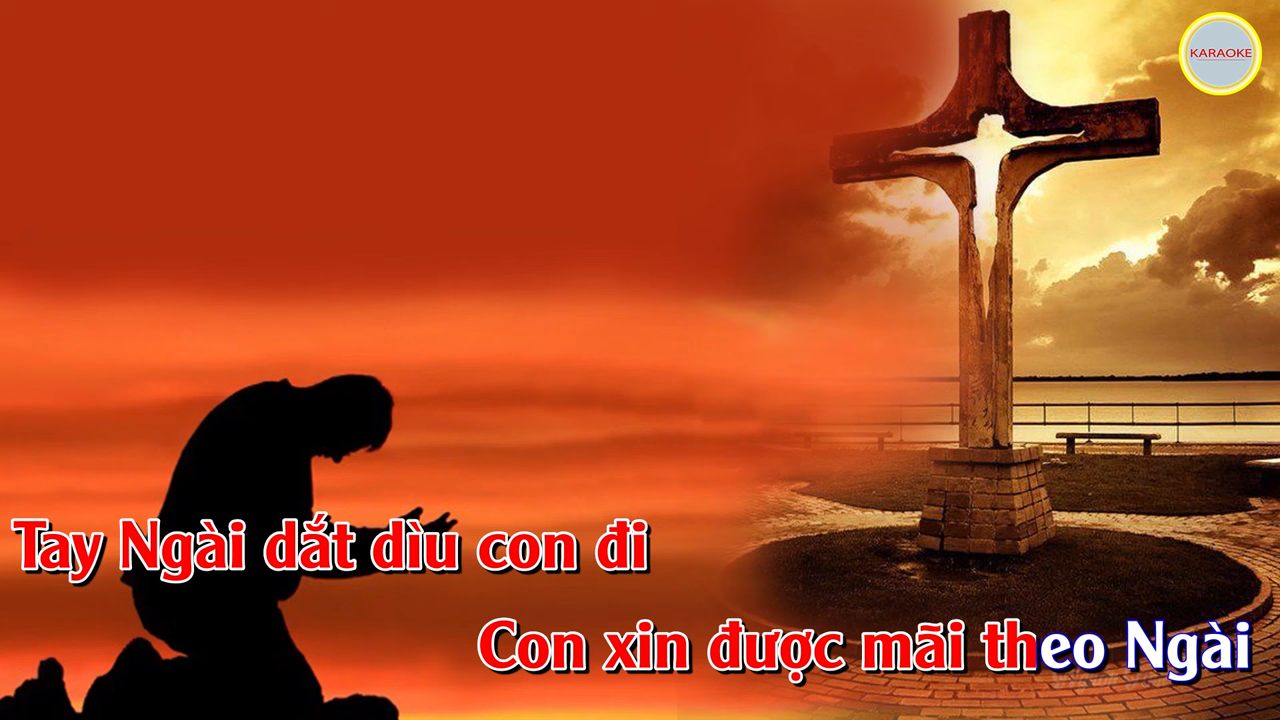 KARAOKE
Tay Ngài dắt dìu con đi
Con xin được mãi theo Ngài